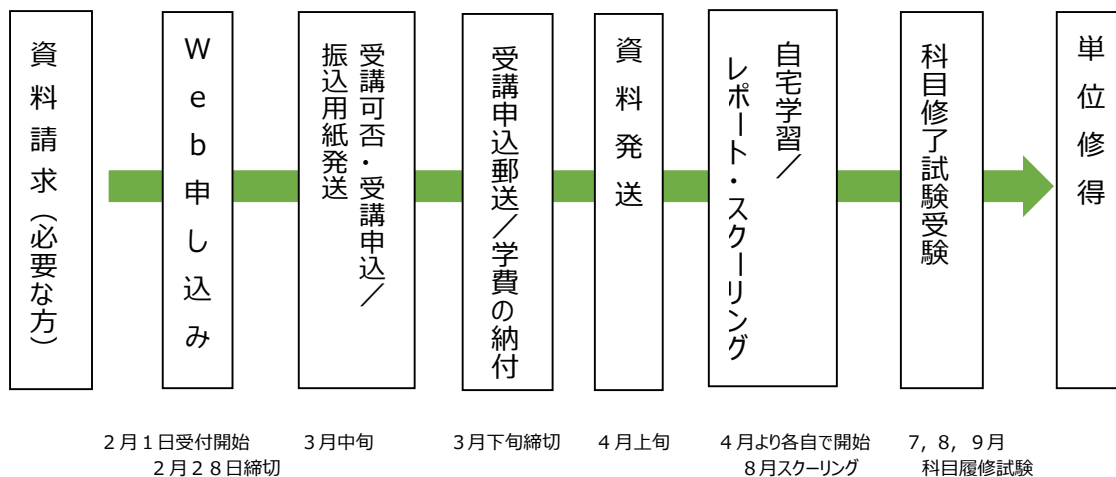 資料請求（必要な方）
Ｗｅｂ申し込み
受講可否・受講申込／
振込用紙発送
受講申込郵送／学費の納付
資料発送
自宅学習／
レポート・スクーリング
科目修了試験受験
単位修得
２月１日受付開始
２月２８日締切
３月中旬
３月下旬締切
４月上旬
４月より各自で開始
８月スクーリング
7，8，9月
科目履修試験